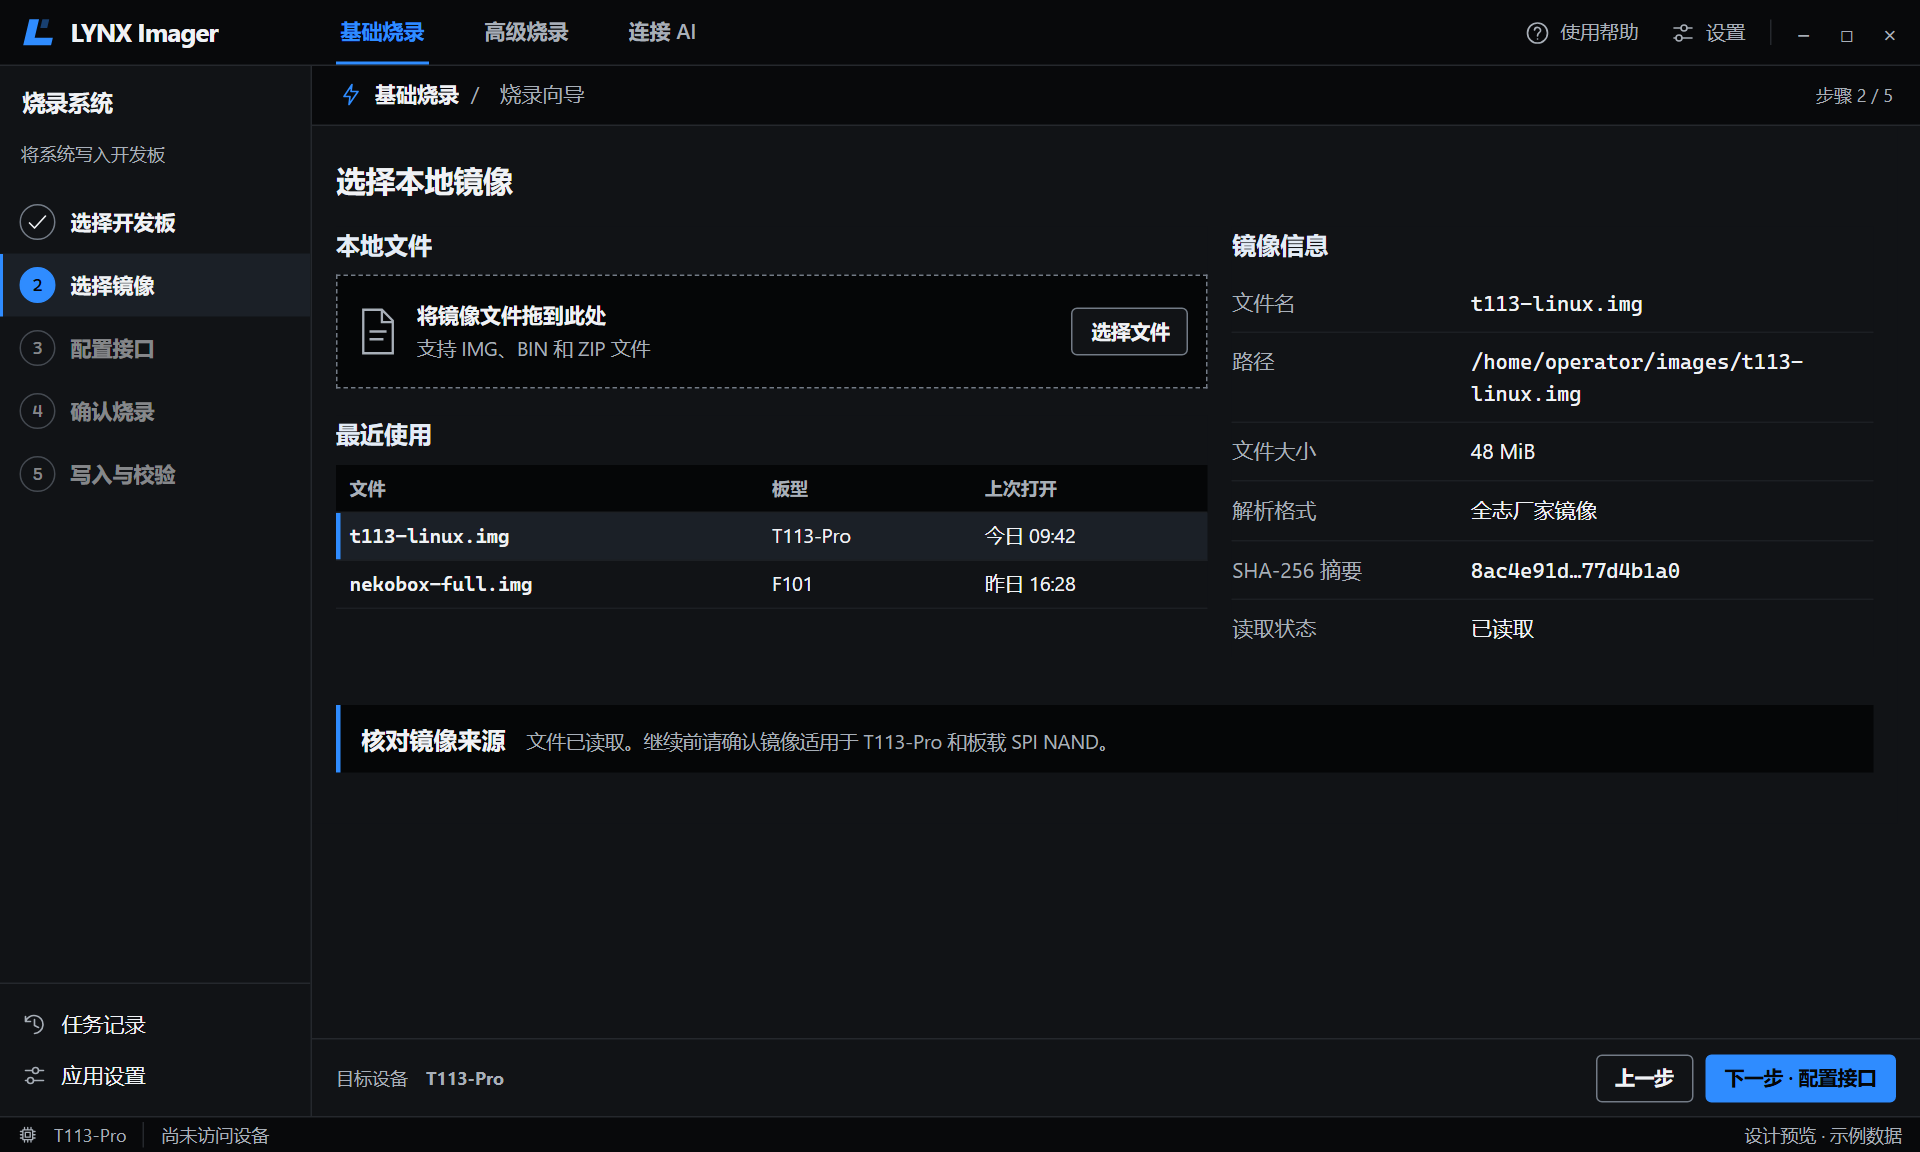 LYNX Imager
基础烧录
高级烧录
连接 AI
使用帮助
设置
烧录系统
将系统写入开发板
选择开发板
2 选择镜像
3 配置接口
4 确认烧录
5 写入与校验
任务记录
应用设置
基础烧录 / 烧录向导
步骤 2 / 5
选择本地镜像
本地文件
将镜像文件拖到此处
支持 IMG、BIN 和 ZIP 文件
选择文件
最近使用
文件 板型 上次打开
t113-linux.img T113-Pro 今日 09:42
nekobox-full.img F101 昨日 16:28
镜像信息
文件名 t113-linux.img
路径 /home/operator/images/t113-
linux.img
文件大小 48 MiB
解析格式 全志厂家镜像
SHA-256 摘要 8ac4e91d…77d4b1a0
读取状态 已读取
核对镜像来源 文件已读取。继续前请确认镜像适用于 T113-Pro 和板载 SPI NAND。
目标设备 T113-Pro
上一步
下一步 · 配置接口
T113-Pro 尚未访问设备
设计预览 · 示例数据